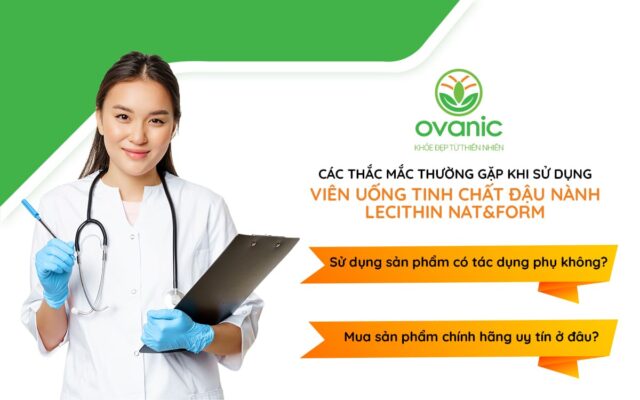 ovanic
KHỎE ĐẸP TỪ THIÊN NHIÊN
CÁC THẮC MẮC THƯỜNG GẶP KHI SỬ DỤNG
VIÊN UỐNG TINH CHẤT ĐẬU NÀNH
LECITHIN NAT&FORM
Sử dụng sản phẩm có tác dụng phụ không?
Mua sản phẩm chính hãng uy tín ở đâu?